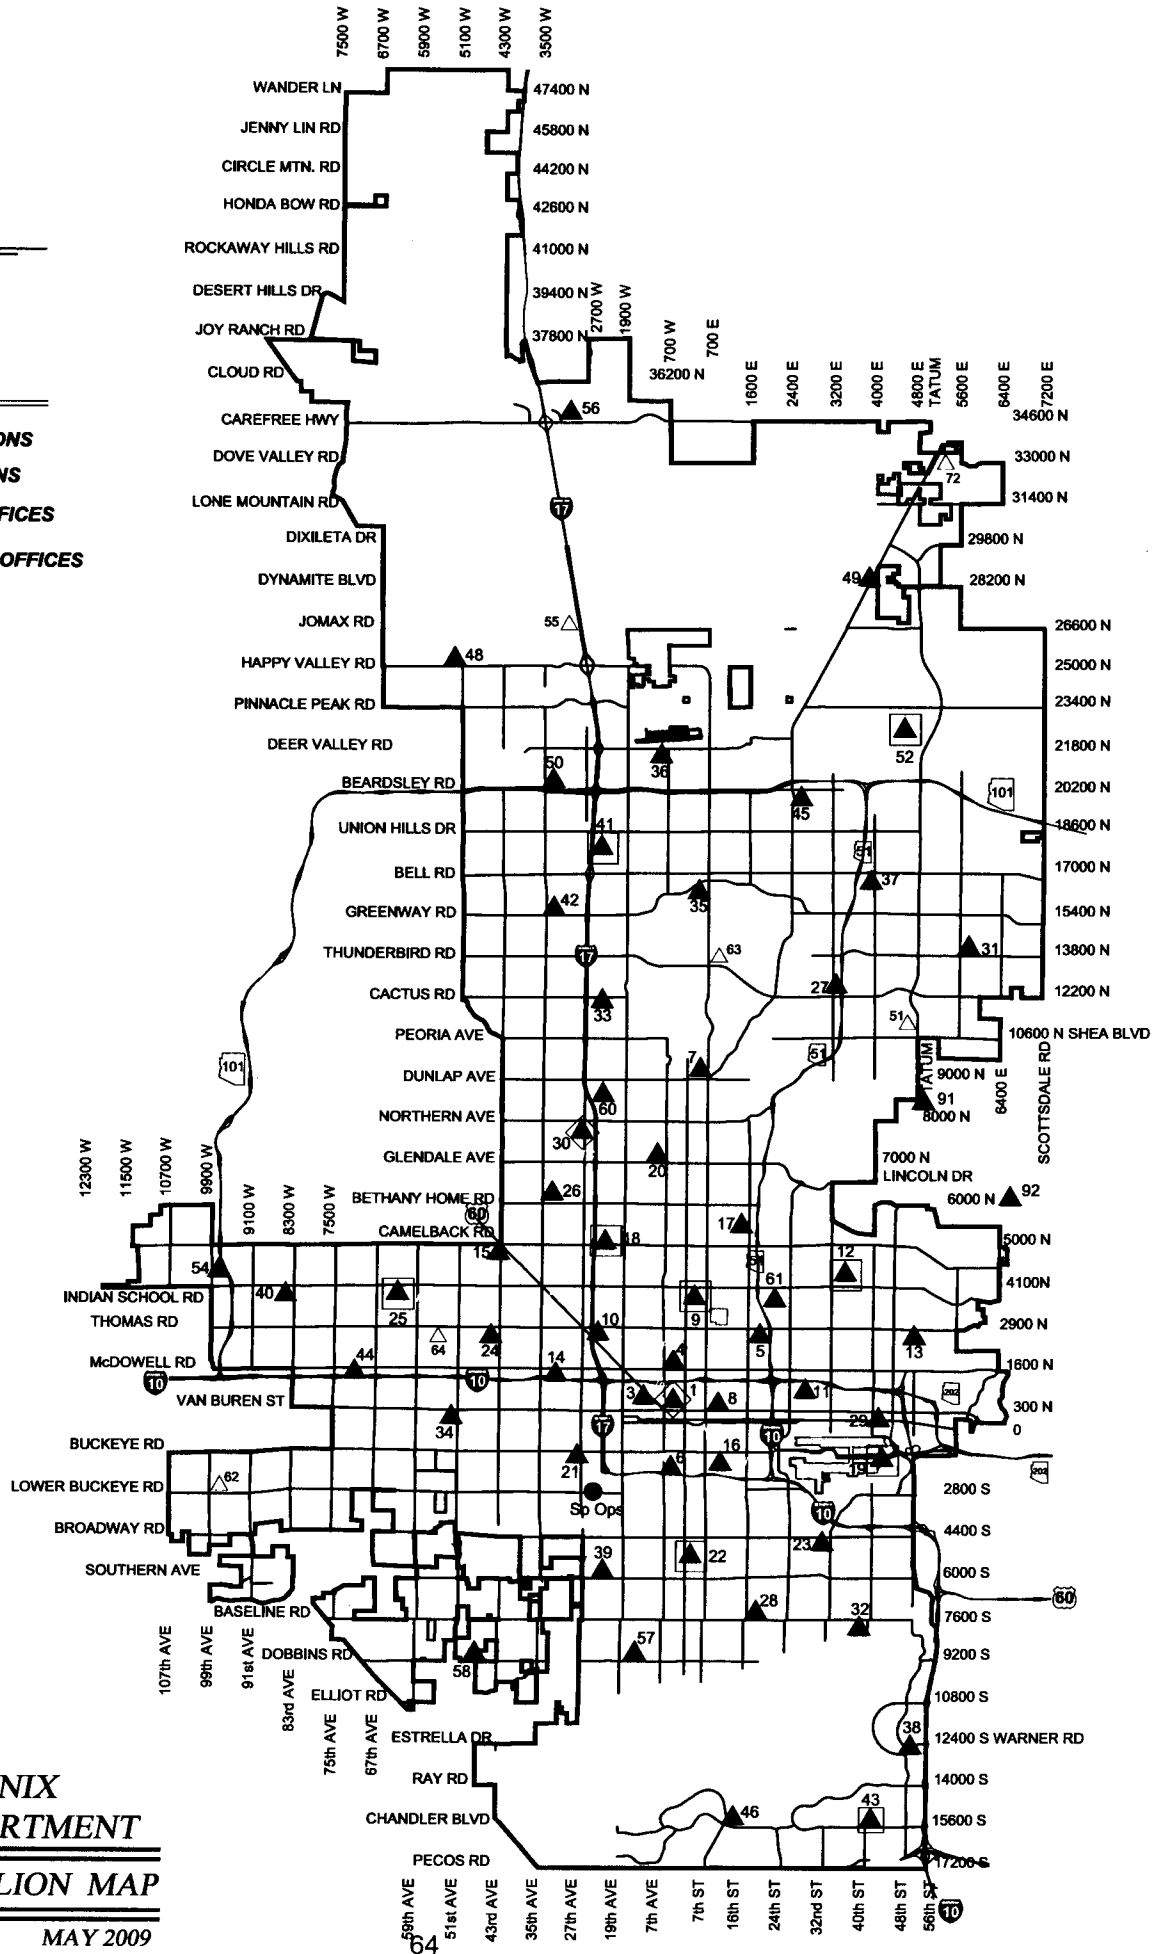 7500 W
6700 W
5900 W
5100 W
4300 W
3500 W
WANDER LN
47400 N
JENNY LIN RD
45800 N
CIRCLE MTN. RD
44200 N
HONDA BOW RD
42600 N
ROCKAWAY HILLS RD
41000 N
DESERT HILLS DR
39400 N
2700 W
1900 W
JOY RANCH RD
37800 N
700 W
700 E
CLOUD RD
36200 N
1600 E
2400 E
3200 E
4000 E
4800 E
TATUM
5600 E
6400 E
7200 E
CAREFREE HWY
56
34600 N
ONS
DOVE VALLEY RD
33000 N
NS
72
LONE MOUNTAIN RD
17
31400 N
FICES
DIXILETA DR
29800 N
OFFICES
DYNAMITE BLVD
49
28200 N
JOMAX RD
55
26600 N
HAPPY VALLEY RD
48
25000 N
PINNACLE PEAK RD
23400 N
DEER VALLEY RD
52
21800 N
50
36
BEARDSLEY RD
20200 N
101
45
UNION HILLS DR
41
18600 N
51
BELL RD
17000 N
37
42
35
GREENWAY RD
15400 N
THUNDERBIRD RD
17
63
31
13800 N
CACTUS RD
27
12200 N
33
51
PEORIA AVE
10600 N SHEA BLVD
101
7
51
DUNLAP AVE
TATUM
9000 N
6400 E
SCOTTSDALE RD
60
91
NORTHERN AVE
8000 N
30
12300 W
11500 W
10700 W
9900 W
GLENDALE AVE
20
7000 N
LINCOLN DR
9100 W
8300 W
7500 W
BETHANY HOME RD
26
6000 N
92
60
CAMELBACK RD
17
18
5000 N
15
54
51
12
40
61
4100N
INDIAN SCHOOL RD
25
9
THOMAS RD
10
2900 N
64
24
5
13
McDOWELL RD
44
14
4
1600 N
10
10
3
1
8
11
202
VAN BUREN ST
300 N
34
17
29
0
BUCKEYE RD
10
21
6
16
19
202
LOWER BUCKEYE RD
62
2800 S
Sp Ops
10
BROADWAY RD
4400 S
23
SOUTHERN AVE
39
22
6000 S
60
BASELINE RD
28
32
7600 S
107th AVE
99th AVE
91st AVE
83rd AVE
DOBBINS RD
58
57
9200 S
ELLIOT RD
10800 S
75th AVE
67th AVE
ESTRELLA DR
38
12400 S WARNER RD
RAY RD
14000 S
NIX
CHANDLER BLVD
46
43
15600 S
RTMENT
PECOS RD
17200 S
LION MAP
59th AVE
51st AVE
43rd AVE
35th AVE
27th AVE
19th AVE
7th AVE
7th ST
16th ST
24th ST
32nd ST
40th ST
48th ST
56th ST
10
MAY 2009
64